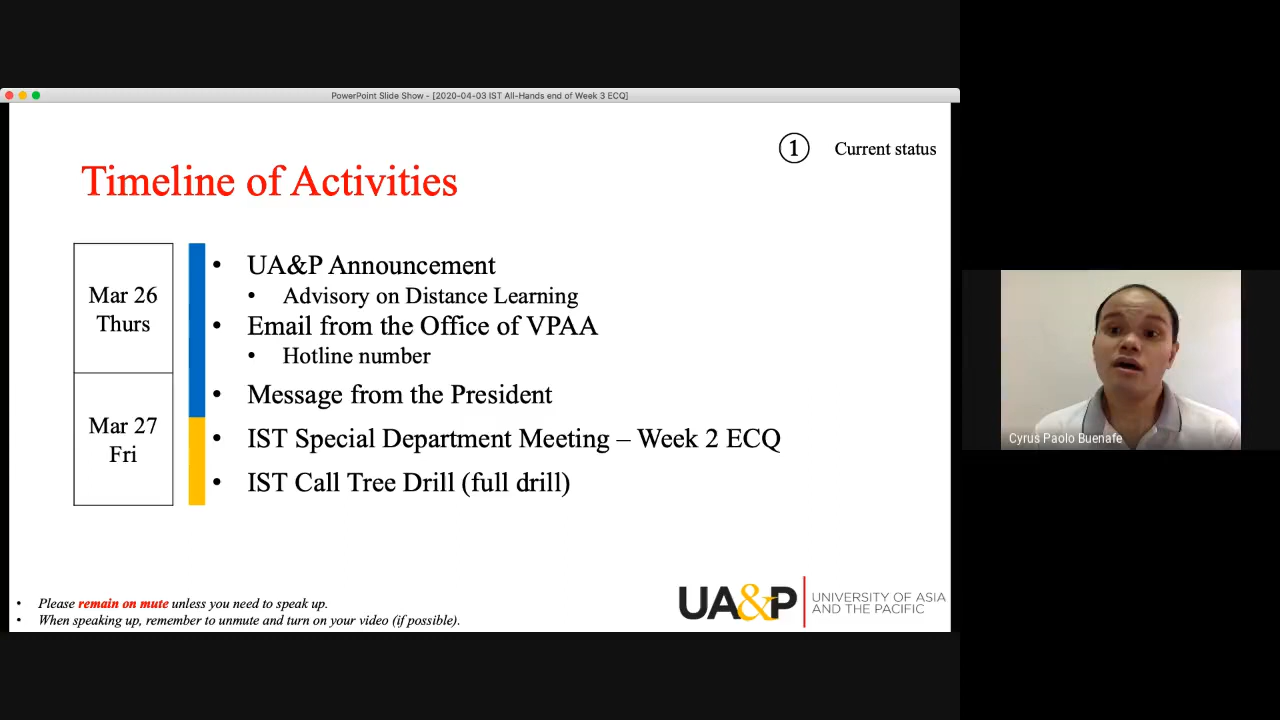 PowerPoint Slide Show - [2020-04-03 IST All-Hands end of Week 3 ECQ]
1 Current status
Timeline of Activities
Mar 26
Thurs
• UA&P Announcement
• Advisory on Distance Learning
• Email from the Office of VPAA
• Hotline number
• Message from the President
Mar 27
Fri
• IST Special Department Meeting – Week 2 ECQ
• IST Call Tree Drill (full drill)
• Please remain on mute unless you need to speak up.
• When speaking up, remember to unmute and turn on your video (if possible).
UA&P
UNIVERSITY OF ASIA
AND THE PACIFIC
Cyrus Paolo Buenafe